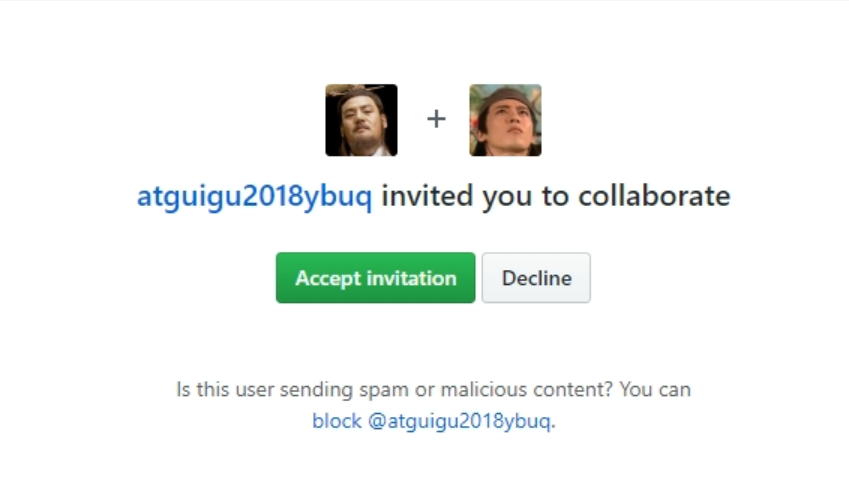 +
atguigu2018ybuq invited you to collaborate
Accept invitation Decline
Is this user sending spam or malicious content? You can
block @atguigu2018ybuq.